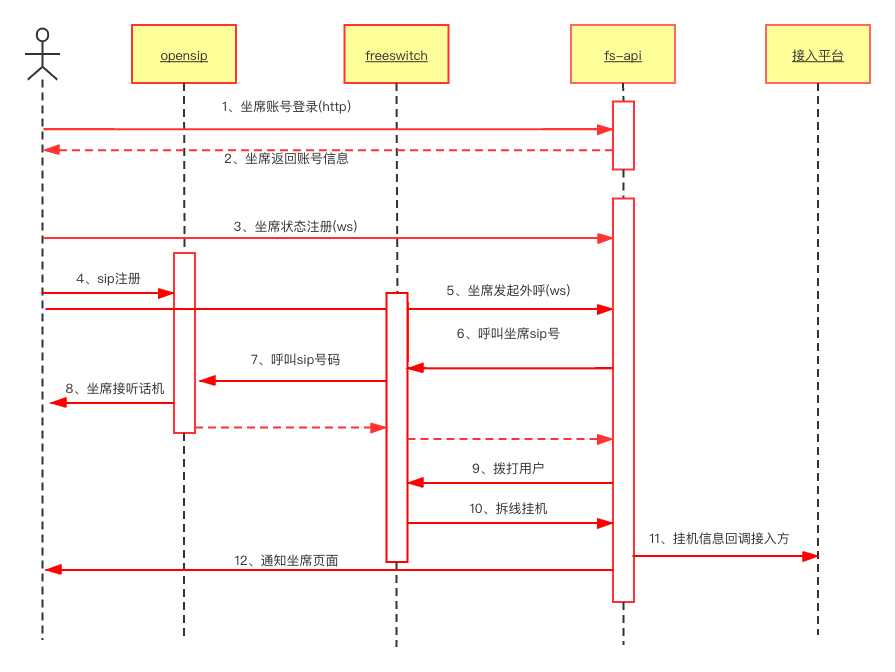 opensip
freeswitch
fs-api
接入平台
1、坐席账号登录(http)
2、坐席返回账号信息
3、坐席状态注册(ws)
4、sip注册
5、坐席发起外呼(ws)
6、呼叫坐席sip号
7、呼叫sip号码
8、坐席接听话机
9、拨打用户
10、拆线挂机
11、挂机信息回调接入方
12、通知坐席页面